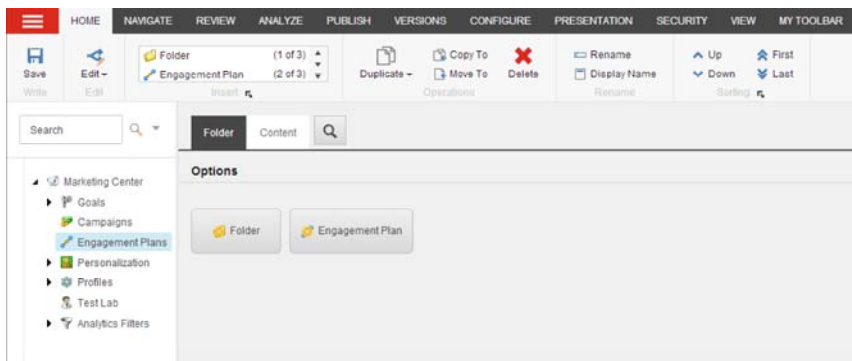 HOME NAVIGATE REVIEW ANALYZE PUBLISH VERSIONS CONFIGURE PRESENTATION SECURITY VIEW MY TOOLBAR
Folder (1 of 3) Copy To Rename Up First
Save Edit Engagement Plan (2 of 3) Duplicate Move To Delete Display Name Down Last
Write Edit Insert Operations Rename Sorting
Search Folder Content
Options
Marketing Center
Goals
Campaigns
Engagement Plans
Personalization
Profiles
Test Lab
Analytics Filters
Folder Engagement Plan